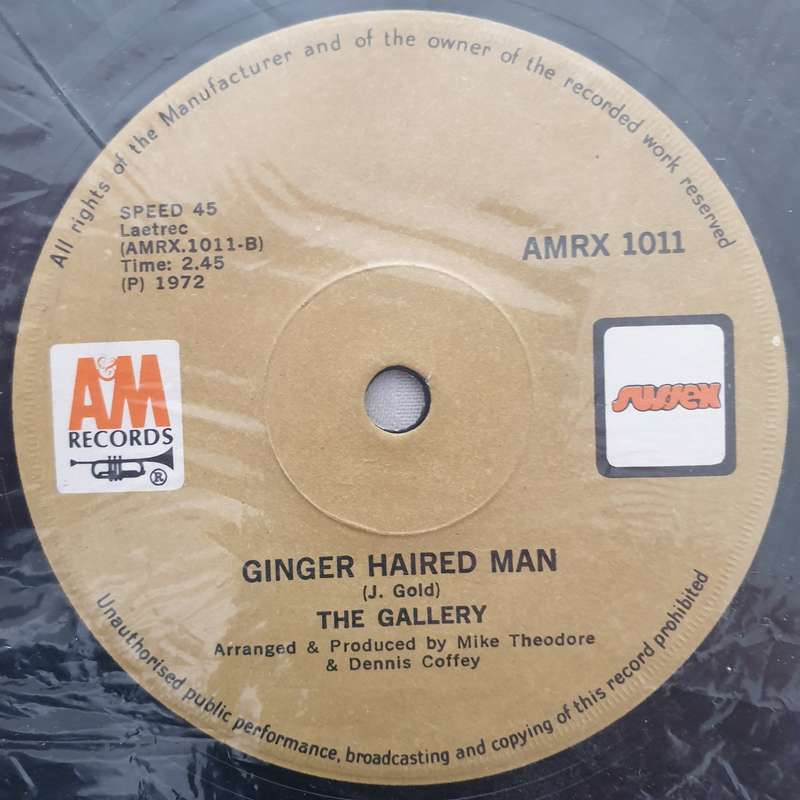 All rights of the Manufacturer and of the owner of the recorded work reserved
SPEED 45
Laetrec
(AMRX.1011-B)
Time: 2.45
(P) 1972
AMRX 1011
A&M
RECORDS
®
sussex
GINGER HAIRED MAN
(J. Gold)
THE GALLERY
Arranged & Produced by Mike Theodore
& Dennis Coffey
Unauthorised public performance, broadcasting and copying of this record prohibited